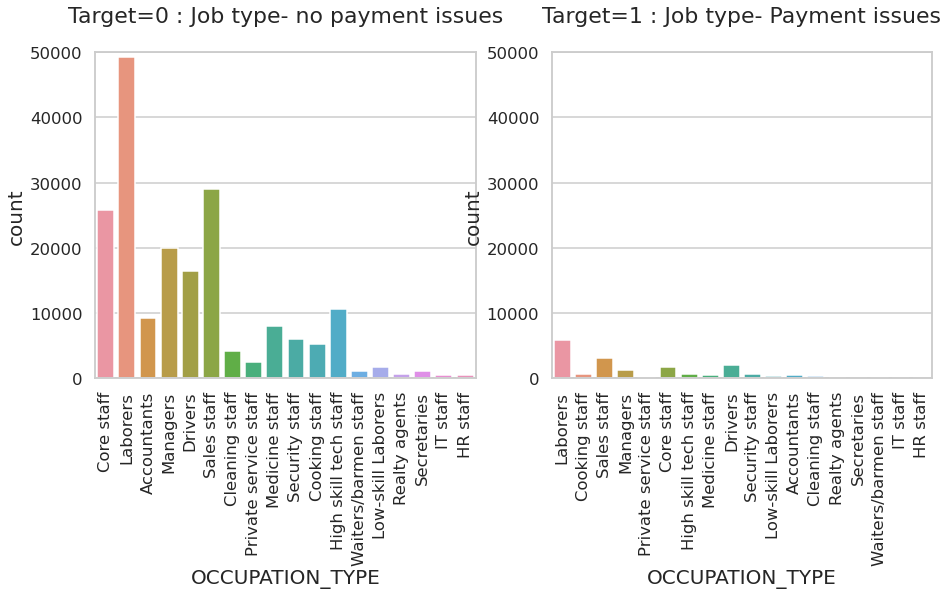 Target=0 : Job type- no payment issues
50000
40000
30000
20000
10000
0
count
Core staff
Laborers
Accountants
Managers
Drivers
Sales staff
Cleaning staff
Private service staff
Medicine staff
Security staff
Cooking staff
High skill tech staff
Waiters/barmen staff
Low-skill Laborers
Realty agents
Secretaries
IT staff
HR staff
OCCUPATION_TYPE
Target=1 : Job type- Payment issues
50000
40000
30000
20000
10000
0
count
Laborers
Cooking staff
Sales staff
Managers
Private service staff
Core staff
High skill tech staff
Medicine staff
Drivers
Security staff
Low-skill Laborers
Accountants
Cleaning staff
Realty agents
Secretaries
Waiters/barmen staff
IT staff
HR staff
OCCUPATION_TYPE